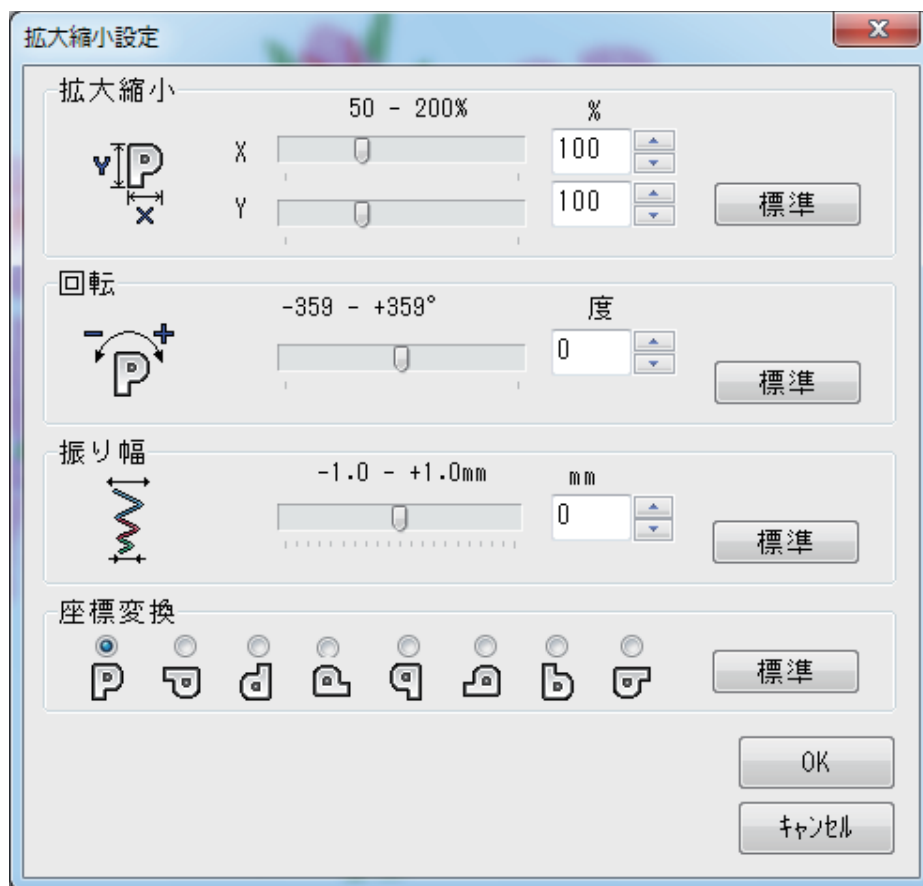 拡大縮小設定
拡大縮小
50 - 200% %
X 100
Y 100 標準
Y P X
回転
-359 - +359° 度
- +
P
0
標準
振り幅
-1.0 - +1.0mm mm
0
標準
座標変換
P P P P P P P P 標準
OK
キャンセル